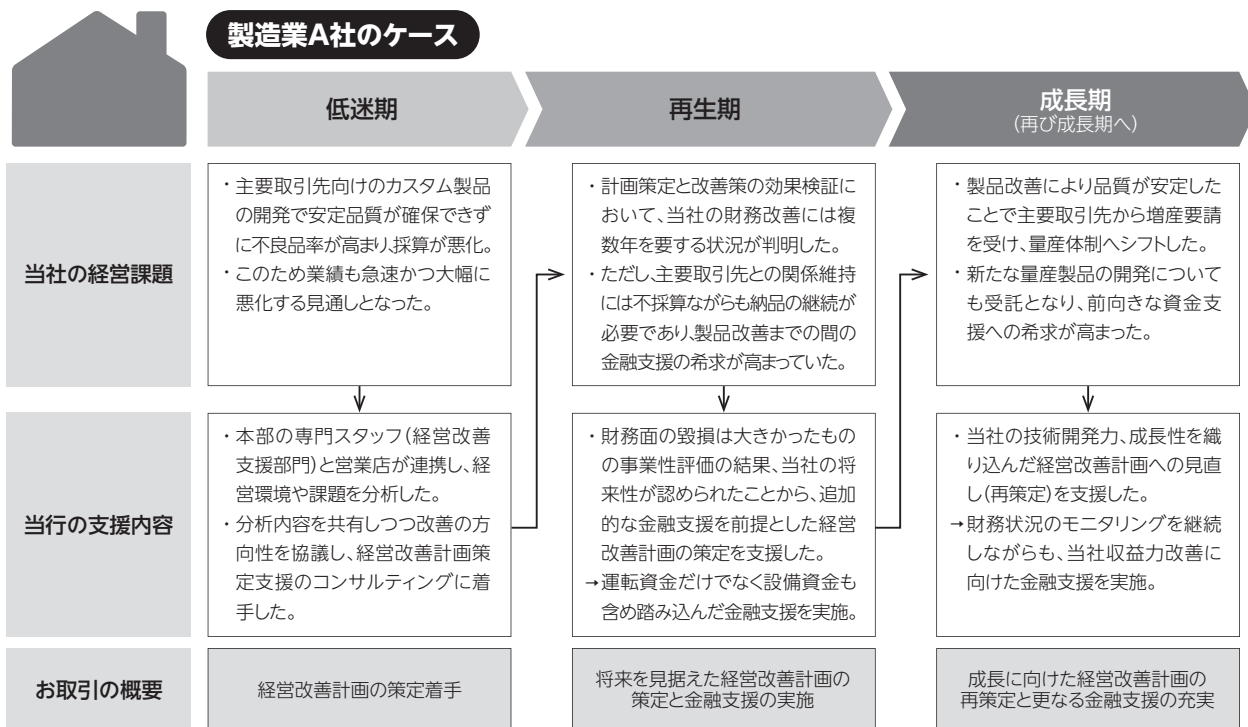 製造業A社のケース
低迷期
再生期
成長期
(再び成長期へ)
当社の経営課題
・主要取引先向けのカスタム製品
の開発で安定品質が確保できず
に不良品率が高まり、採算が悪化。
・このため業績も急速かつ大幅に
悪化する見通しとなった。
・計画策定と改善策の効果検証に
おいて、当社の財務改善には複
数年を要する状況が判明した。
・ただし、主要取引先との関係維持
には不採算ながらも納品の継続が
必要であり、製品改善までの間の
金融支援の希求が高まっていた。
・製品改善により品質が安定した
ことで主要取引先から増産要請
を受け、量産体制へシフトした。
・新たな量産製品の開発について
も受託となり、前向きな資金支
援への希求が高まった。
当行の支援内容
・本部の専門スタッフ(経営改善
支援部門)と営業店が連携し、経
営環境や課題を分析した。
・分析内容を共有しつつ改善の方
向性を協議し、経営改善計画策
定支援のコンサルティングに着
手した。
・財務面の毀損は大きかったもの
の事業性評価の結果、当社の将
来性が認められたことから、追加
的な金融支援を前提とした経営
改善計画の策定を支援した。
→運転資金だけでなく設備資金も
含め踏み込んだ金融支援を実施。
・当社の技術開発力、成長性を織
り込んだ経営改善計画への見直
し(再策定)を支援した。
→財務状況のモニタリングを継続
しながらも、当社収益力改善に
向けた金融支援を実施。
お取引の概要
経営改善計画の策定着手
将来を見据えた経営改善計画の
策定と金融支援の実施
成長に向けた経営改善計画の
再策定と更なる金融支援の充実